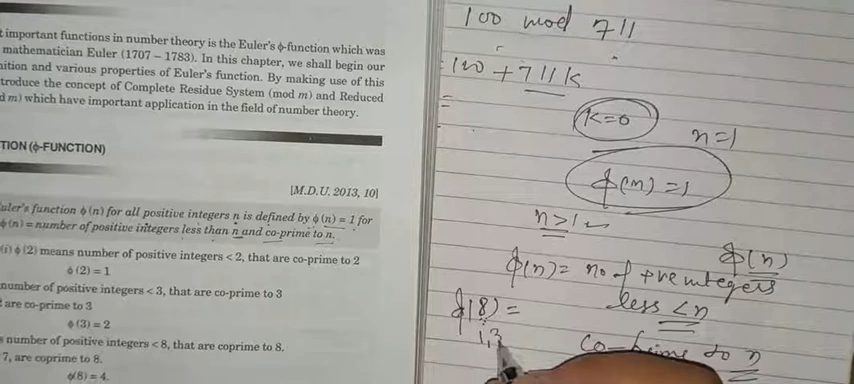 t important functions in number theory is the Euler's ϕ-function which was
mathematician Euler (1707 – 1783). In this chapter, we shall begin our
nition and various properties of Euler's function. By making use of this
troduce the concept of Complete Residue System (mod m) and Reduced
d m) which have important application in the field of number theory.
TION (ϕ-FUNCTION)
[M.D.U. 2013, 10]
Euler's function ϕ (n) for all positive integers n is defined by ϕ (n) = 1 for
ϕ (n) = number of positive integers less than n and co-prime to n.
(i) ϕ (2) means number of positive integers < 2, that are co-prime to 2
ϕ (2) = 1
number of positive integers < 3, that are co-prime to 3
are co-prime to 3
ϕ (3) = 2
s number of positive integers < 8, that are coprime to 8.
7, are coprime to 8.
ϕ(8) = 4.
100 mod 711
100 + 711k
=
k=0
n=1
ϕ(n) = 1
n>1
ϕ(n)
ϕ(n) = no of +ve integers
less <n
ϕ(8) =
1,3
co-prime to n